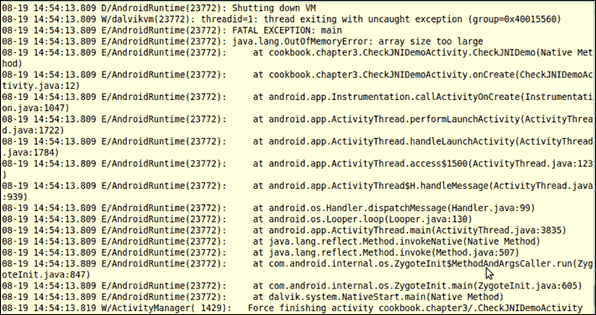 08-19 14:54:13.809 D/AndroidRuntime(23772): Shutting down VM
08-19 14:54:13.809 W/dalvikvm(23772): threadid=1: thread exiting with uncaught exception (group=0x40015560)
08-19 14:54:13.809 E/AndroidRuntime(23772): FATAL EXCEPTION: main
08-19 14:54:13.809 E/AndroidRuntime(23772): java.lang.OutOfMemoryError: array size too large
08-19 14:54:13.809 E/AndroidRuntime(23772):    at cookbook.chapter3.CheckJNIDemoActivity.CheckJNIDemo(Native Met
hod)
08-19 14:54:13.809 E/AndroidRuntime(23772):    at cookbook.chapter3.CheckJNIDemoActivity.onCreate(CheckJNIDemoAc
tivity.java:12)
08-19 14:54:13.809 E/AndroidRuntime(23772):    at android.app.Instrumentation.callActivityOnCreate(Instrumentati
on.java:1047)
08-19 14:54:13.809 E/AndroidRuntime(23772):    at android.app.ActivityThread.performLaunchActivity(ActivityThrea
d.java:1722)
08-19 14:54:13.809 E/AndroidRuntime(23772):    at android.app.ActivityThread.handleLaunchActivity(ActivityThread
.java:1784)
08-19 14:54:13.809 E/AndroidRuntime(23772):    at android.app.ActivityThread.access$1500(ActivityThread.java:123
)
08-19 14:54:13.809 E/AndroidRuntime(23772):    at android.app.ActivityThread$H.handleMessage(ActivityThread.java
:939)
08-19 14:54:13.809 E/AndroidRuntime(23772):    at android.os.Handler.dispatchMessage(Handler.java:99)
08-19 14:54:13.809 E/AndroidRuntime(23772):    at android.os.Looper.loop(Looper.java:130)
08-19 14:54:13.809 E/AndroidRuntime(23772):    at android.app.ActivityThread.main(ActivityThread.java:3835)
08-19 14:54:13.809 E/AndroidRuntime(23772):    at java.lang.reflect.Method.invokeNative(Native Method)
08-19 14:54:13.809 E/AndroidRuntime(23772):    at java.lang.reflect.Method.invoke(Method.java:507)
08-19 14:54:13.809 E/AndroidRuntime(23772):    at com.android.internal.os.ZygoteInit$MethodAndArgsCaller.run(Zyg
oteInit.java:847)
08-19 14:54:13.809 E/AndroidRuntime(23772):    at com.android.internal.os.ZygoteInit.main(ZygoteInit.java:605)
08-19 14:54:13.809 E/AndroidRuntime(23772):    at dalvik.system.NativeStart.main(Native Method)
08-19 14:54:13.819 W/ActivityManager( 1429):   Force finishing activity cookbook.chapter3/.CheckJNIDemoActivity